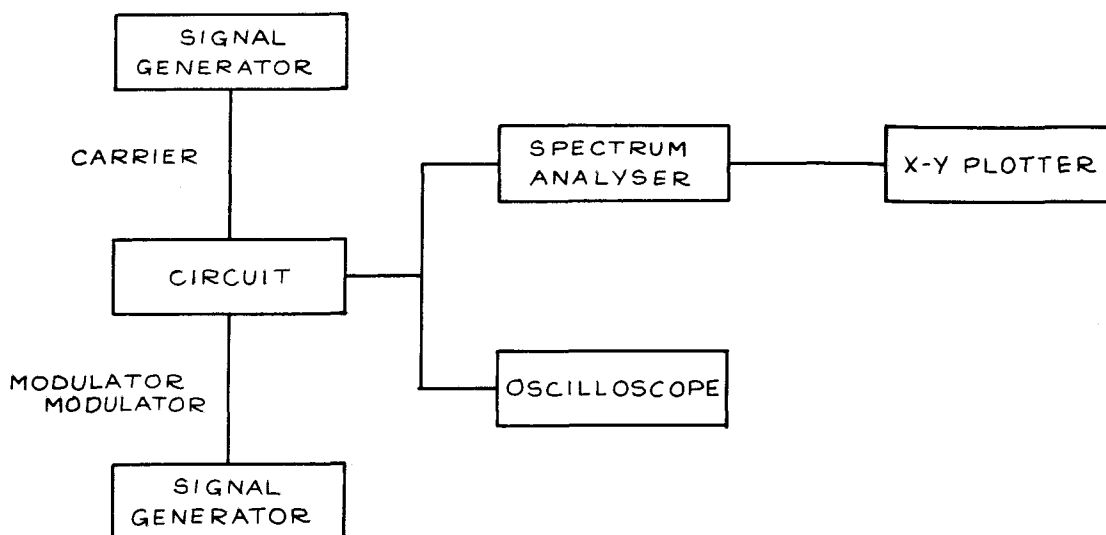 SIGNAL
GENERATOR
CARRIER
SPECTRUM
ANALYSER
X-Y PLOTTER
CIRCUIT
MODULATOR
MODULATOR
OSCILLOSCOPE
SIGNAL
GENERATOR